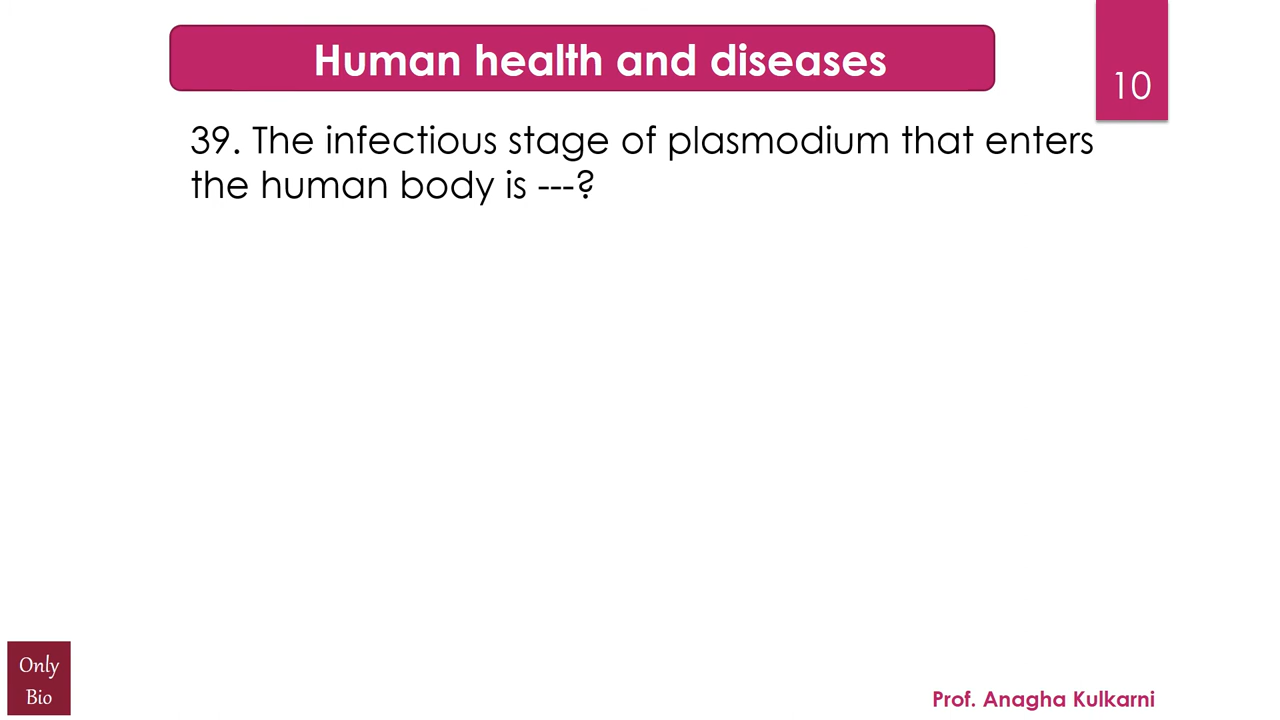 Human health and diseases
10
39. The infectious stage of plasmodium that enters
the human body is ---?
Only
Bio
Prof. Anagha Kulkarni